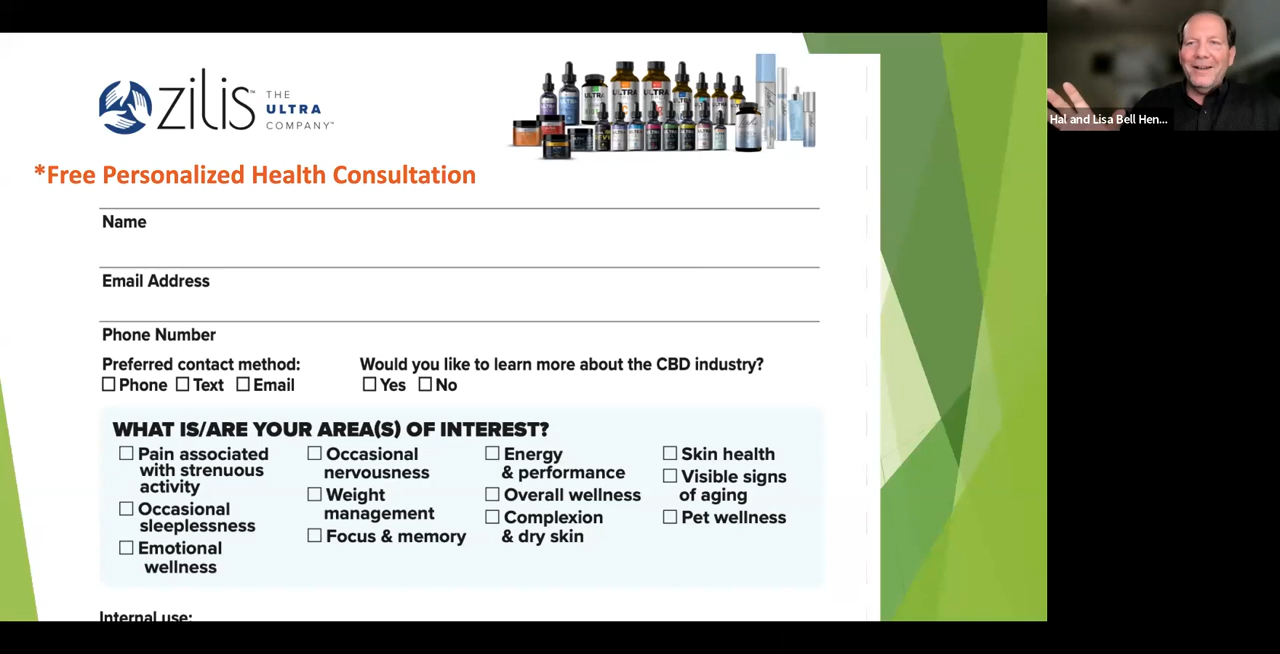 zilis™
THE
ULTRA
COMPANY™
*Free Personalized Health Consultation
Name
Email Address
Phone Number
Preferred contact method:
☐ Phone ☐ Text ☐ Email
Would you like to learn more about the CBD industry?
☐ Yes ☐ No
WHAT IS/ARE YOUR AREA(S) OF INTEREST?
☐ Pain associated
with strenuous
activity
☐ Occasional
sleeplessness
☐ Emotional
wellness
☐ Occasional
nervousness
☐ Weight
management
☐ Focus & memory
☐ Energy
& performance
☐ Overall wellness
☐ Complexion
& dry skin
☐ Skin health
☐ Visible signs
of aging
☐ Pet wellness
Internal use:
Hal and Lisa Bell Hen...